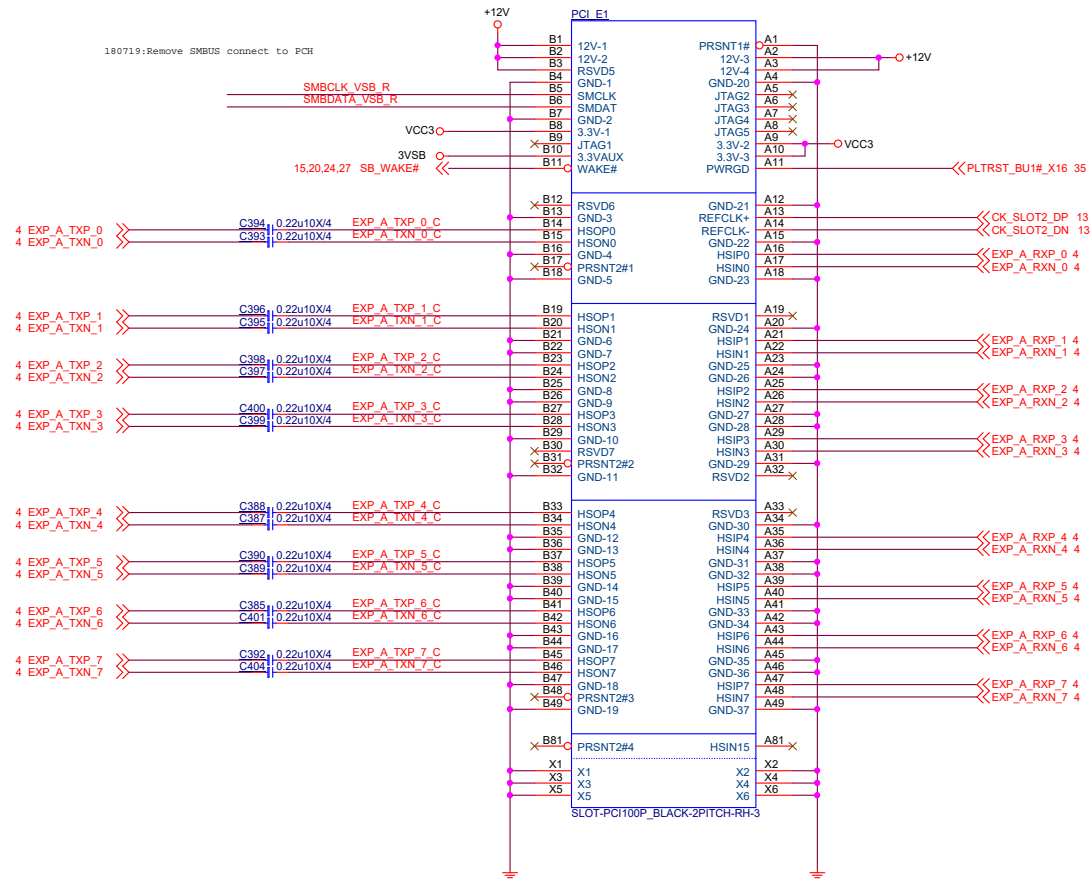 +12V
PCI_E1
180719:Remove SMBUS connect to PCH
B1 12V-1 PRSNT1# A1
B2 12V-2 12V-3 A2 +12V
B3 RSVD5 12V-4 A3
B4 GND-1 GND-20 A4
SMBCLK_VSB_R B5 SMCLK JTAG2 A5
SMBDATA_VSB_R B6 SMDAT JTAG3 A6
B7 GND-2 JTAG4 A7
VCC3 B8 3.3V-1 JTAG5 A8
B9 JTAG1 3.3V-2 A9 VCC3
3VSB B10 3.3VAUX 3.3V-3 A10
15,20,24,27 SB_WAKE# B11 WAKE# PWRGD A11 PLTRST_BU1#_X16 35
B12 RSVD6 GND-21 A12
B13 GND-3 REFCLK+ A13 CK_SLOT2_DP 13
4 EXP_A_TXP_0 C394 0.22u10X/4 EXP_A_TXP_0_C B14 HSOP0 REFCLK- A14 CK_SLOT2_DN 13
4 EXP_A_TXN_0 C393 0.22u10X/4 EXP_A_TXN_0_C B15 HSON0 GND-22 A15
B16 GND-4 HSIP0 A16 EXP_A_RXP_0 4
B17 PRSNT2#1 HSIN0 A17 EXP_A_RXN_0 4
B18 GND-5 GND-23 A18
4 EXP_A_TXP_1 C396 0.22u10X/4 EXP_A_TXP_1_C B19 HSOP1 RSVD1 A19
4 EXP_A_TXN_1 C395 0.22u10X/4 EXP_A_TXN_1_C B20 HSON1 GND-24 A20
B21 GND-6 HSIP1 A21 EXP_A_RXP_1 4
B22 GND-7 HSIN1 A22 EXP_A_RXN_1 4
4 EXP_A_TXP_2 C398 0.22u10X/4 EXP_A_TXP_2_C B23 HSOP2 GND-25 A23
4 EXP_A_TXN_2 C397 0.22u10X/4 EXP_A_TXN_2_C B24 HSON2 GND-26 A24
B25 GND-8 HSIP2 A25 EXP_A_RXP_2 4
B26 GND-9 HSIN2 A26 EXP_A_RXN_2 4
4 EXP_A_TXP_3 C400 0.22u10X/4 EXP_A_TXP_3_C B27 HSOP3 GND-27 A27
4 EXP_A_TXN_3 C399 0.22u10X/4 EXP_A_TXN_3_C B28 HSON3 GND-28 A28
B29 GND-10 HSIP3 A29 EXP_A_RXP_3 4
B30 RSVD7 HSIN3 A30 EXP_A_RXN_3 4
B31 PRSNT2#2 GND-29 A31
B32 GND-11 RSVD2 A32
4 EXP_A_TXP_4 C388 0.22u10X/4 EXP_A_TXP_4_C B33 HSOP4 RSVD3 A33
4 EXP_A_TXN_4 C387 0.22u10X/4 EXP_A_TXN_4_C B34 HSON4 GND-30 A34
B35 GND-12 HSIP4 A35 EXP_A_RXP_4 4
B36 GND-13 HSIN4 A36 EXP_A_RXN_4 4
4 EXP_A_TXP_5 C390 0.22u10X/4 EXP_A_TXP_5_C B37 HSOP5 GND-31 A37
4 EXP_A_TXN_5 C389 0.22u10X/4 EXP_A_TXN_5_C B38 HSON5 GND-32 A38
B39 GND-14 HSIP5 A39 EXP_A_RXP_5 4
B40 GND-15 HSIN5 A40 EXP_A_RXN_5 4
4 EXP_A_TXP_6 C385 0.22u10X/4 EXP_A_TXP_6_C B41 HSOP6 GND-33 A41
4 EXP_A_TXN_6 C401 0.22u10X/4 EXP_A_TXN_6_C B42 HSON6 GND-34 A42
B43 GND-16 HSIP6 A43 EXP_A_RXP_6 4
B44 GND-17 HSIN6 A44 EXP_A_RXN_6 4
4 EXP_A_TXP_7 C392 0.22u10X/4 EXP_A_TXP_7_C B45 HSOP7 GND-35 A45
4 EXP_A_TXN_7 C404 0.22u10X/4 EXP_A_TXN_7_C B46 HSON7 GND-36 A46
B47 GND-18 HSIP7 A47 EXP_A_RXP_7 4
B48 PRSNT2#3 HSIN7 A48 EXP_A_RXN_7 4
B49 GND-19 GND-37 A49
B81 PRSNT2#4 HSIN15 A81
X1 X1 X2 X2
X3 X3 X4 X4
X5 X5 X6 X6
SLOT-PCI100P_BLACK-2PITCH-RH-3